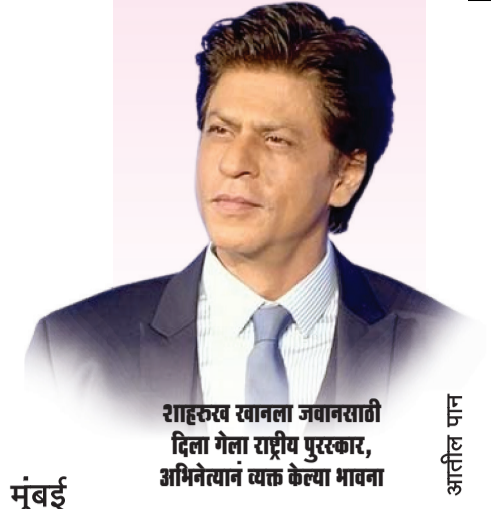 शाहरुख खानला जवानसाठी
दिला गेला राष्ट्रीय पुरस्कार,
अभिनेत्यानं व्यक्त केल्या भावना
आतील पान
मुंबई